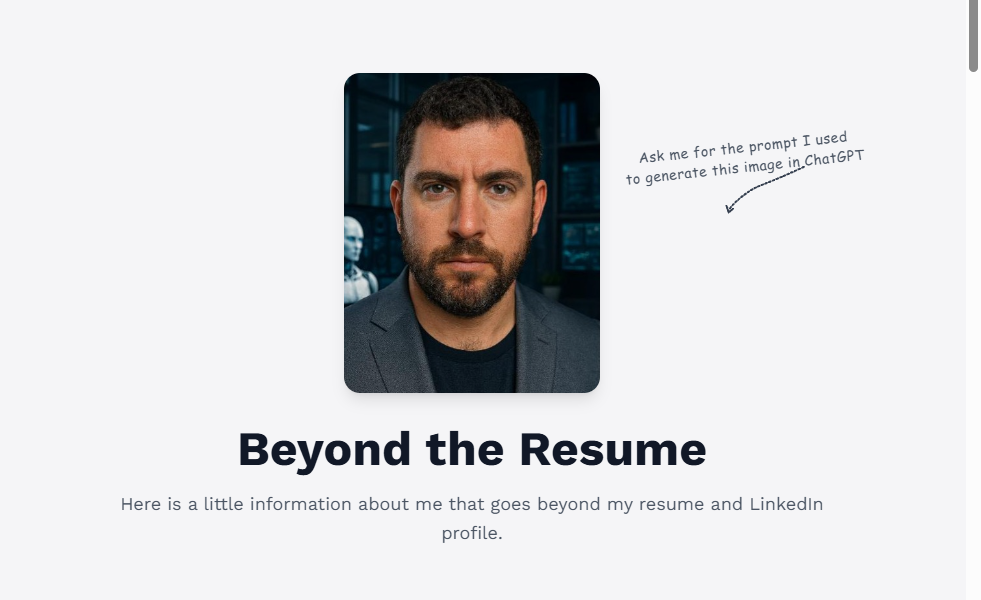 Ask me for the prompt I used
to generate this image in ChatGPT
Beyond the Resume
Here is a little information about me that goes beyond my resume and LinkedIn
profile.